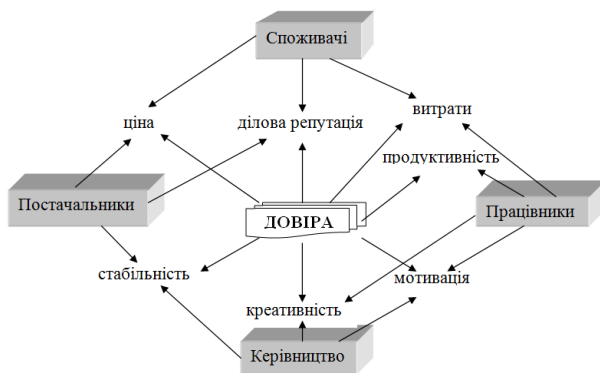 Споживачі
ціна
ділова репутація
витрати
продуктивність
Постачальники
ДОВІРА
Працівники
стабільність
мотивація
креативність
Керівництво